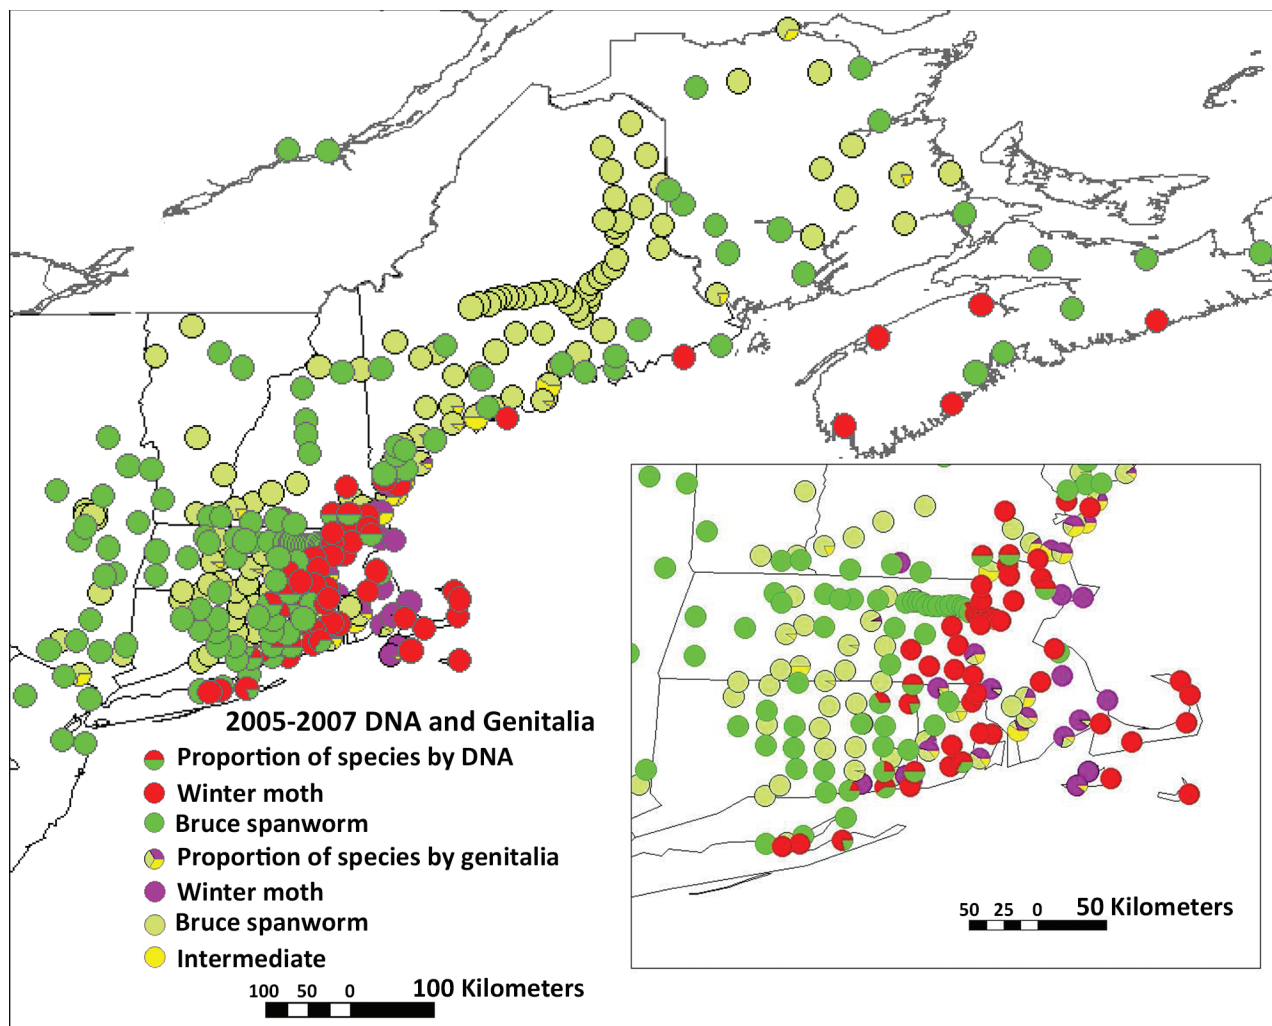 2005-2007 DNA and Genitalia
Proportion of species by DNA
Winter moth
Bruce spanworm
Proportion of species by genitalia
Winter moth
Bruce spanworm
Intermediate
100 50 0 100 Kilometers
50 25 0 50 Kilometers